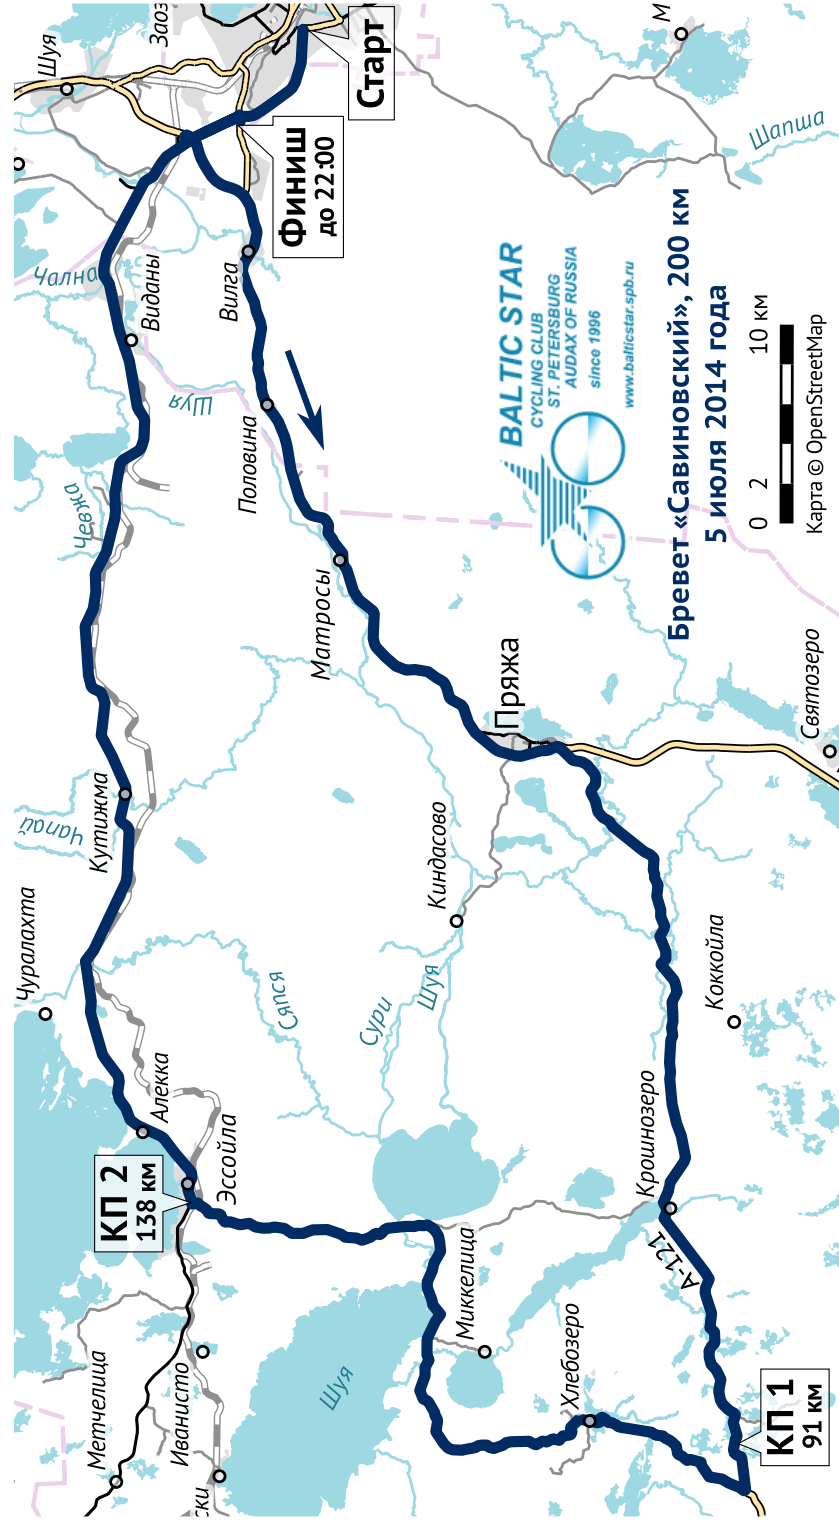 Чуралахта
Шуя
Чапай
Метчелица
Кутижма
Чевжа
Чална
КП 2
138 км
Алекка
Виданы
Заоз
Иванисто
ски
Эссойла
Шуя
Сяпся
Половина
Вилга
Финиш
до 22:00
Матросы
Старт
Шуя
Сури
Шуя
Киндасово
Миккелица
Пряжа
BALTIC STAR
CYCLING CLUB
ST. PETERSBURG
AUDAX OF RUSSIA
since 1996
www.balticstar.spb.ru
Хлебозеро
Крошнозеро
А-121
Коккойла
М
Бревет «Савиновский», 200 км
5 июля 2014 года
КП 1
91 км
0 2 10 км
Шапша
Святозеро
Карта © OpenStreetMap